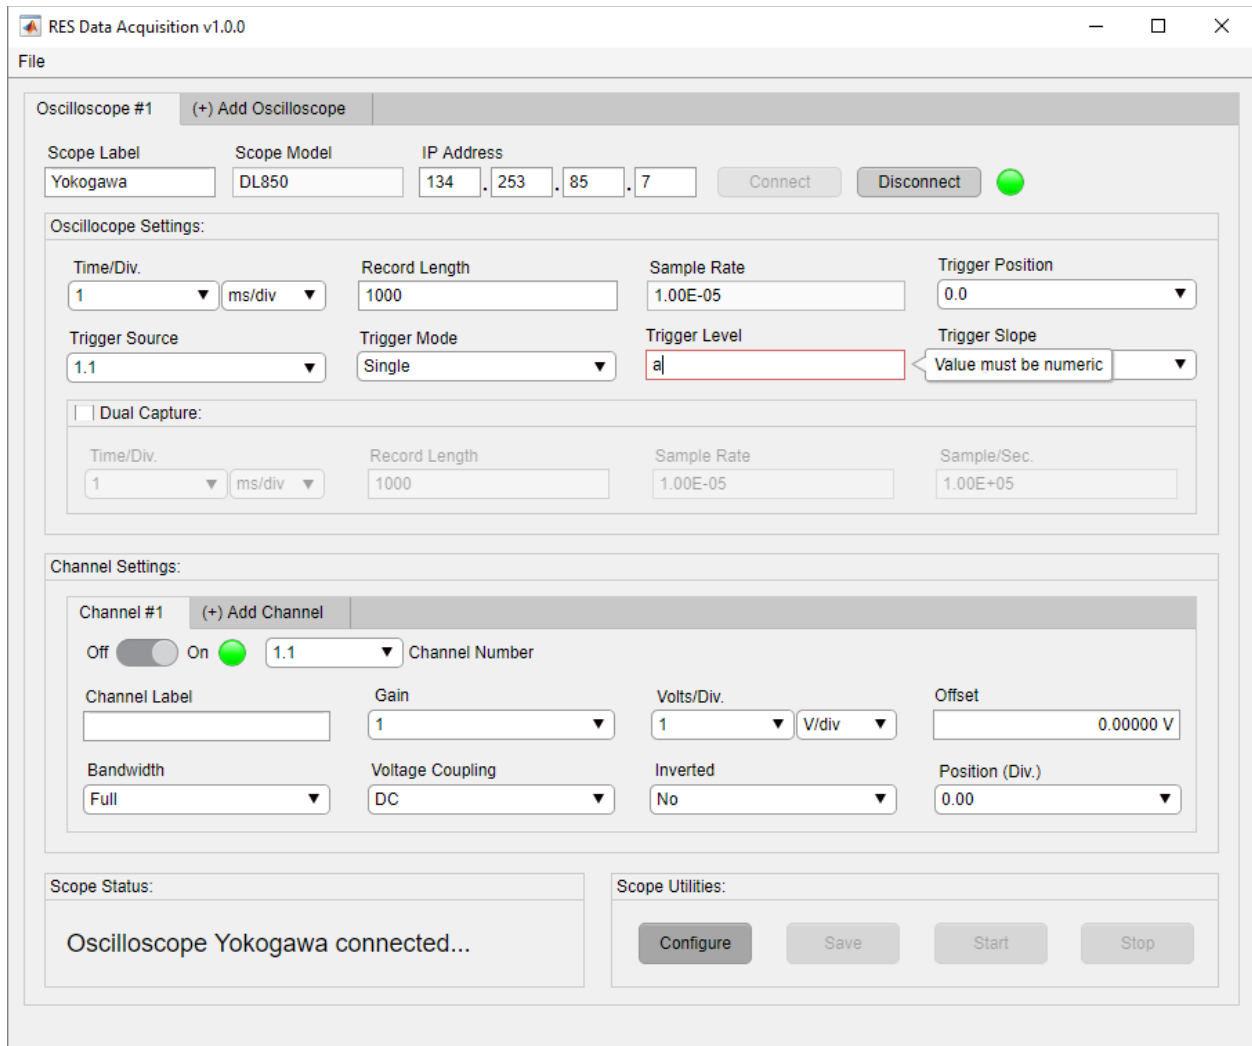 RES Data Acquisition v1.0.0
File
Oscilloscope #1 (+) Add Oscilloscope
Scope Label Scope Model IP Address
Yokogawa DL850 134 . 253 . 85 . 7 Connect Disconnect
Oscillocope Settings:
Time/Div. Record Length Sample Rate Trigger Position
1 ms/div 1000 1.00E-05 0.0
Trigger Source Trigger Mode Trigger Level Trigger Slope
1.1 Single a Value must be numeric
Dual Capture:
Time/Div. Record Length Sample Rate Sample/Sec.
1 ms/div 1000 1.00E-05 1.00E+05
Channel Settings:
Channel #1 (+) Add Channel
Off On 1.1 Channel Number
Channel Label Gain Volts/Div. Offset
1 1 V/div 0.00000 V
Bandwidth Voltage Coupling Inverted Position (Div.)
Full DC No 0.00
Scope Status: Scope Utilities:
Oscilloscope Yokogawa connected... Configure Save Start Stop